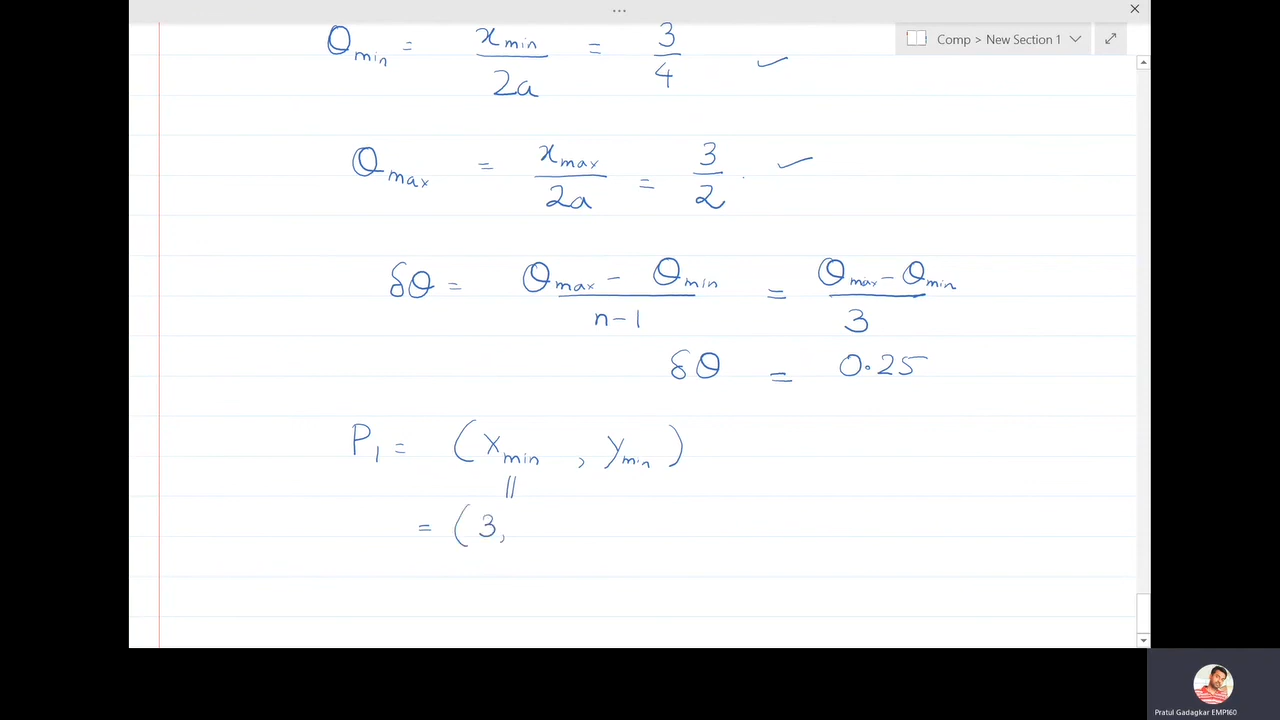 Comp > New Section 1
θmin = xmin/2a = 3/4 ✓
θmax = xmax/2a = 3/2 ✓
δθ = θmax - θmin/n-1 = θmax - θmin/3
δθ = 0.25
P1 = (xmin, ymin)
||
= (3,
Pratul Gadagkar EMP160